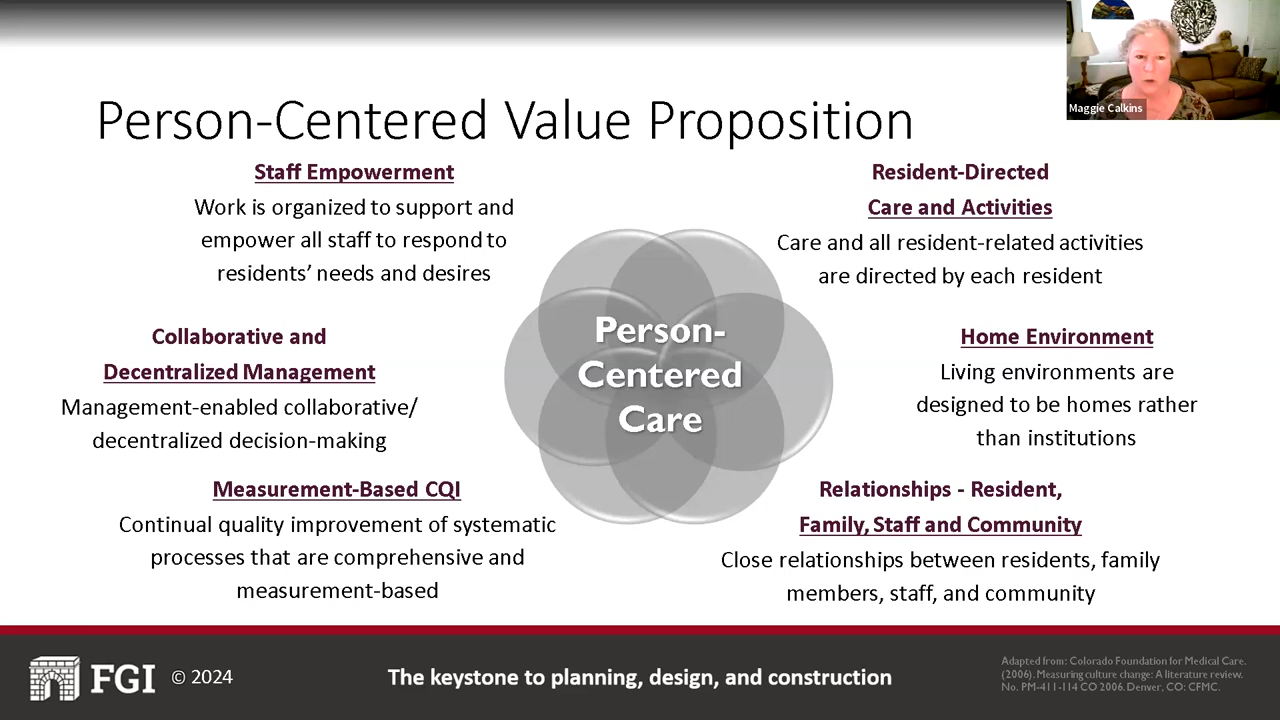 Maggie Calkins
Person-Centered Value Proposition
Staff Empowerment
Work is organized to support and
empower all staff to respond to
residents’ needs and desires
Resident-Directed
Care and Activities
Care and all resident-related activities
are directed by each resident
Collaborative and
Decentralized Management
Management-enabled collaborative/
decentralized decision-making
Person-
Centered
Care
Home Environment
Living environments are
designed to be homes rather
than institutions
Measurement-Based CQI
Continual quality improvement of systematic
processes that are comprehensive and
measurement-based
Relationships - Resident,
Family, Staff and Community
Close relationships between residents, family
members, staff, and community
FGI © 2024
The keystone to planning, design, and construction
Adapted from: Colorado Foundation for Medical Care.
(2006). Measuring culture change: A literature review.
No. PM-411-114 CO 2006. Denver, CO: CFMC.